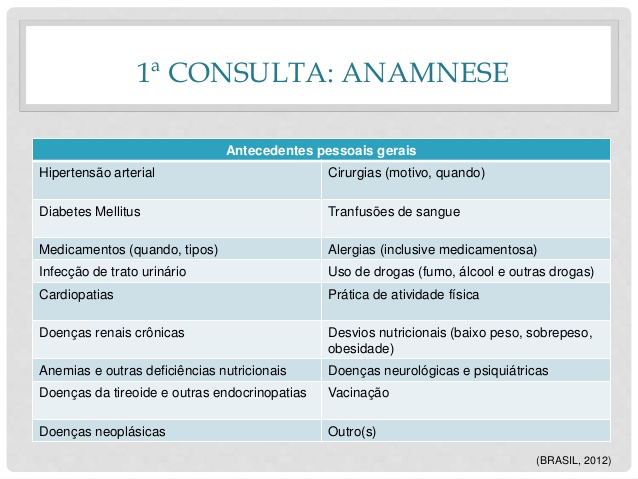 1ª CONSULTA: ANAMNESE
Antecedentes pessoais gerais
Hipertensão arterial
Cirurgias (motivo, quando)
Diabetes Mellitus
Tranfusões de sangue
Medicamentos (quando, tipos)
Alergias (inclusive medicamentosa)
Infecção de trato urinário
Uso de drogas (fumo, álcool e outras drogas)
Cardiopatias
Prática de atividade física
Doenças renais crônicas
Desvios nutricionais (baixo peso, sobrepeso,
obesidade)
Anemias e outras deficiências nutricionais
Doenças neurológicas e psiquiátricas
Doenças da tireoide e outras endocrinopatias
Vacinação
Doenças neoplásicas
Outro(s)
(BRASIL, 2012)